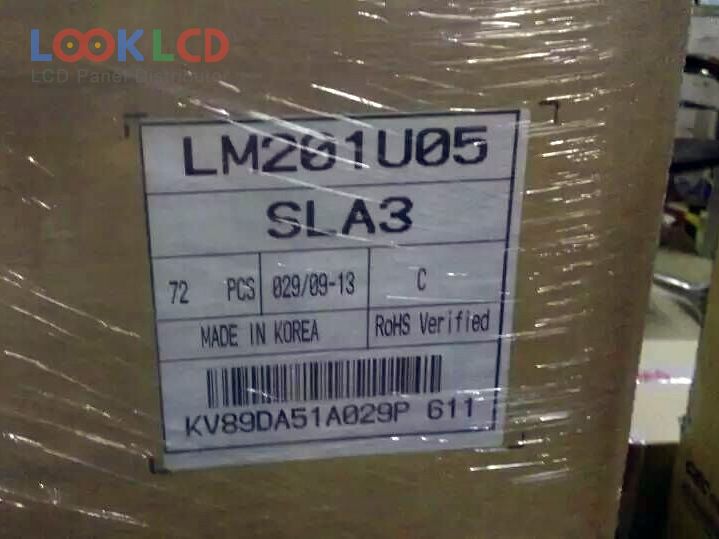 LOOKLCD
LCD Panel Distributor
LM201U05
SLA3
72 PCS 029/09-13 C
MADE IN KOREA RoHS Verified
KV89DA51A029P 611